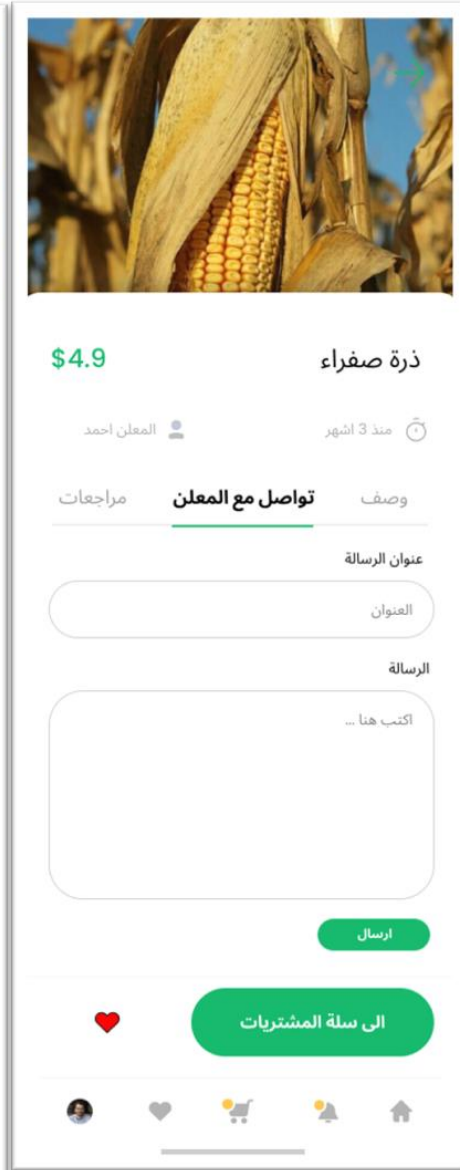 ذرة صفراء
$4.9
منذ 3 اشهر
المعلن احمد
وصف
تواصل مع المعلن
مراجعات
عنوان الرسالة
العنوان
الرسالة
اكتب هنا ...
ارسال
الى سلة المشتريات